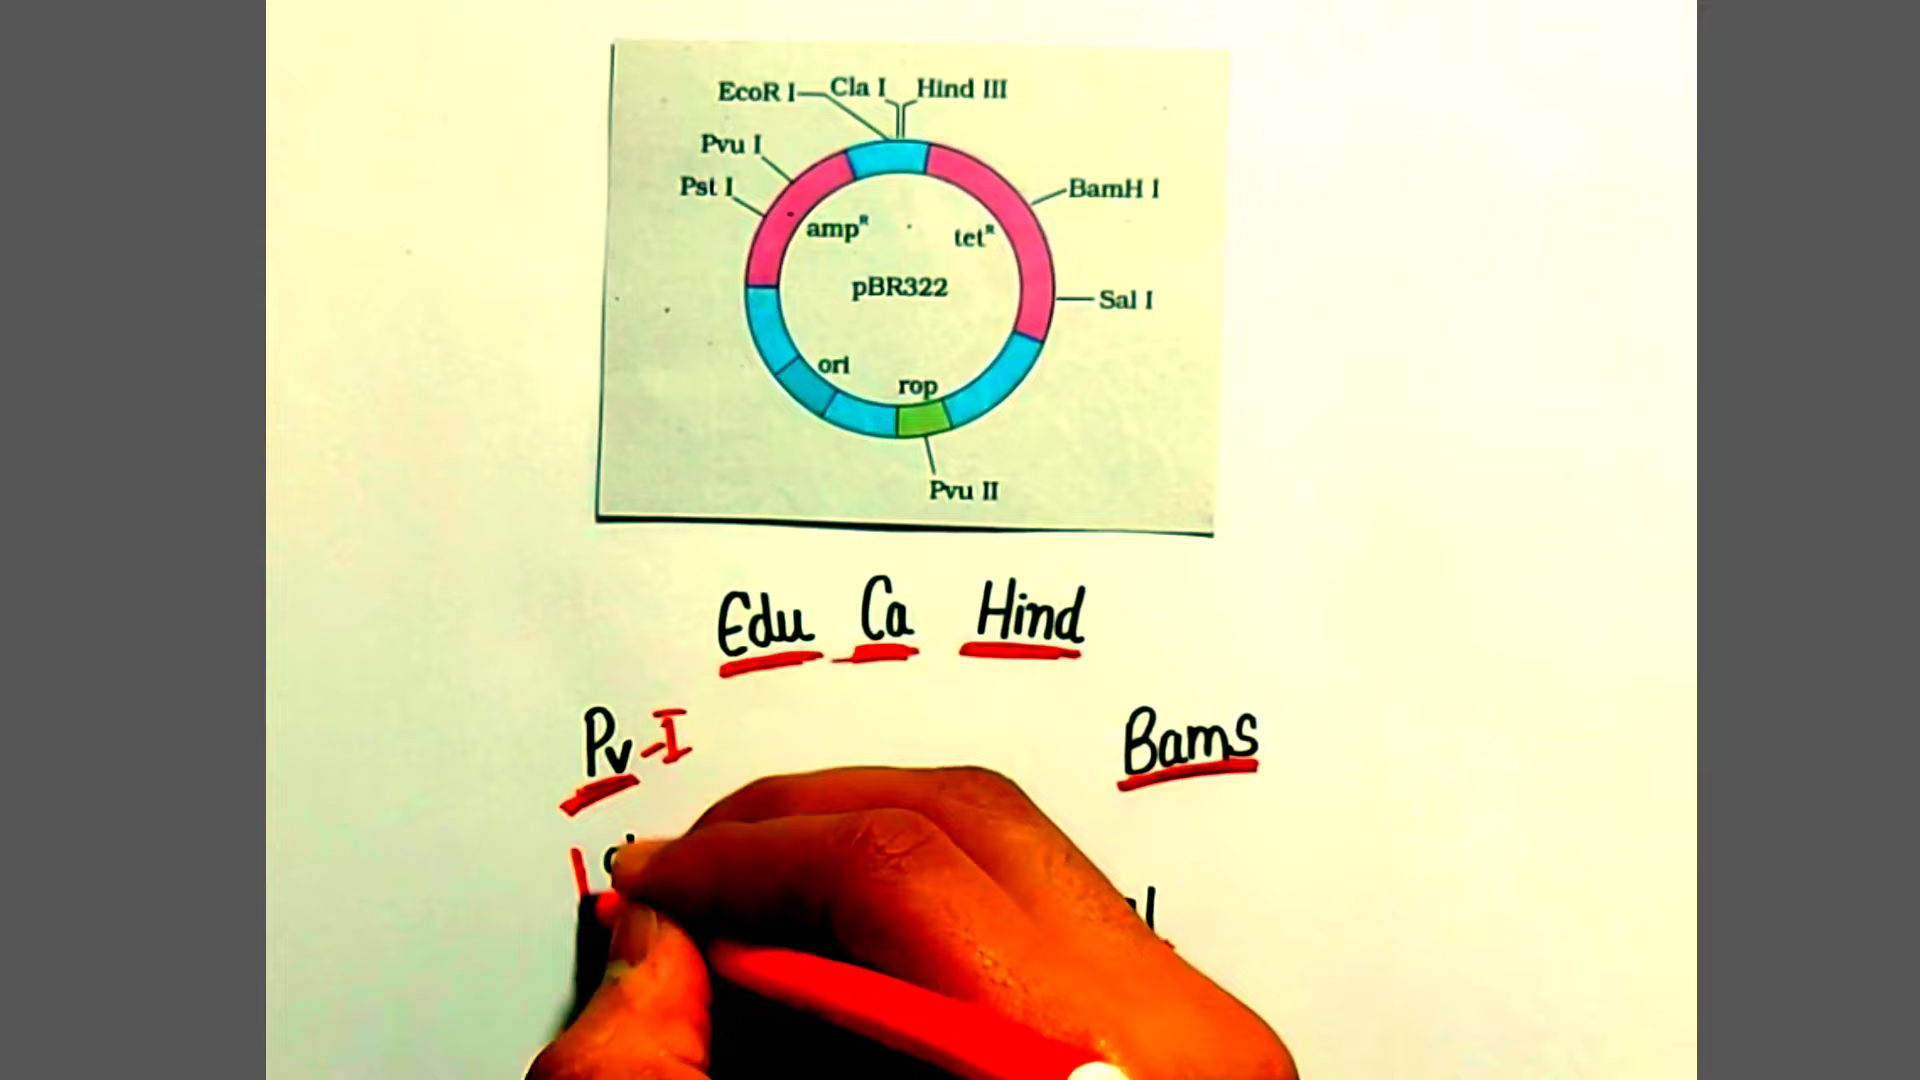 EcoR I Cla I Hind III
Pvu I
Pst I
BamH I
amp^R
tet^R
pBR322
Sal I
ori
rop
Pvu II
Edu Ca Hind
Pv-I
Bams